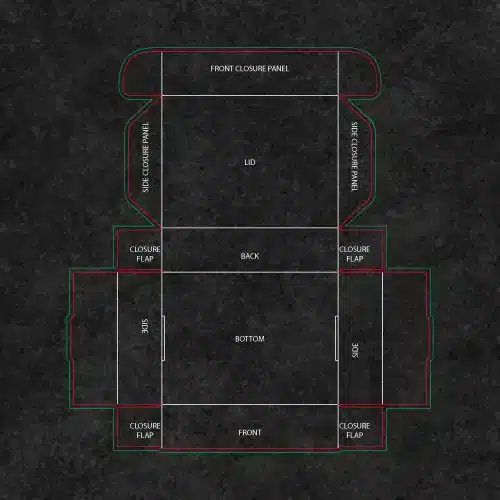 FRONT CLOSURE PANEL
SIDE CLOSURE PANEL
LID
SIDE CLOSURE PANEL
CLOSURE
FLAP
BACK
CLOSURE
FLAP
SIDE
BOTTOM
SIDE
CLOSURE
FLAP
FRONT
CLOSURE
FLAP